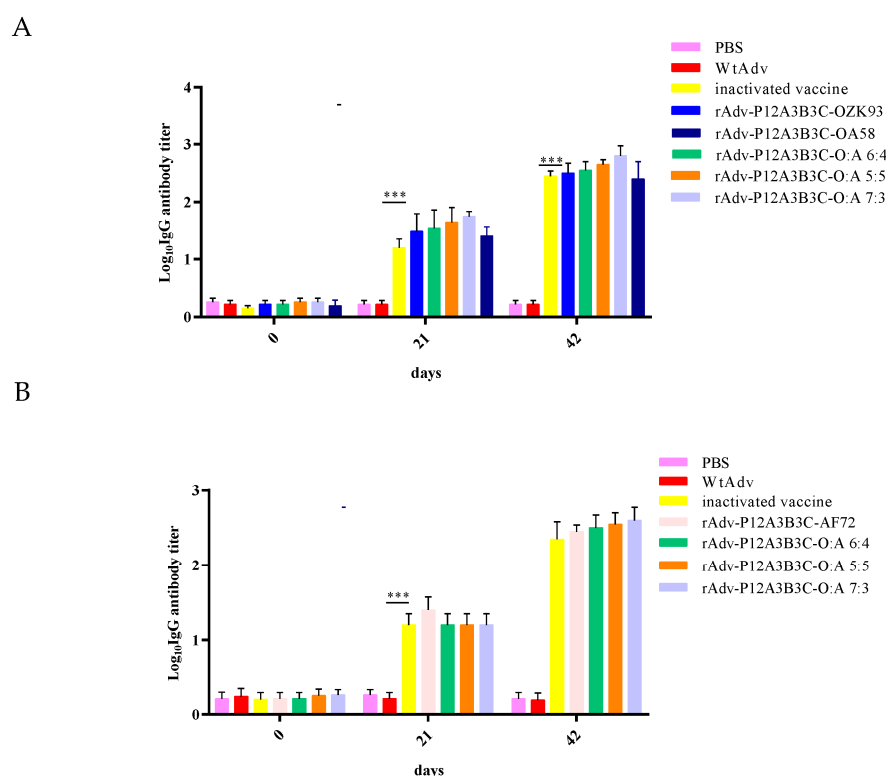 A
PBS
WtAdv
inactivated vaccine
rAdv-P12A3B3C-OZK93
rAdv-P12A3B3C-OA58
rAdv-P12A3B3C-O:A 6:4
rAdv-P12A3B3C-O:A 5:5
rAdv-P12A3B3C-O:A 7:3
Log10IgG antibody titer
4
3
2
1
0
***
***
0
21
42
days
B
PBS
WtAdv
inactivated vaccine
rAdv-P12A3B3C-AF72
rAdv-P12A3B3C-O:A 6:4
rAdv-P12A3B3C-O:A 5:5
rAdv-P12A3B3C-O:A 7:3
Log10IgG antibody titer
3
2
1
0
***
0
21
42
days